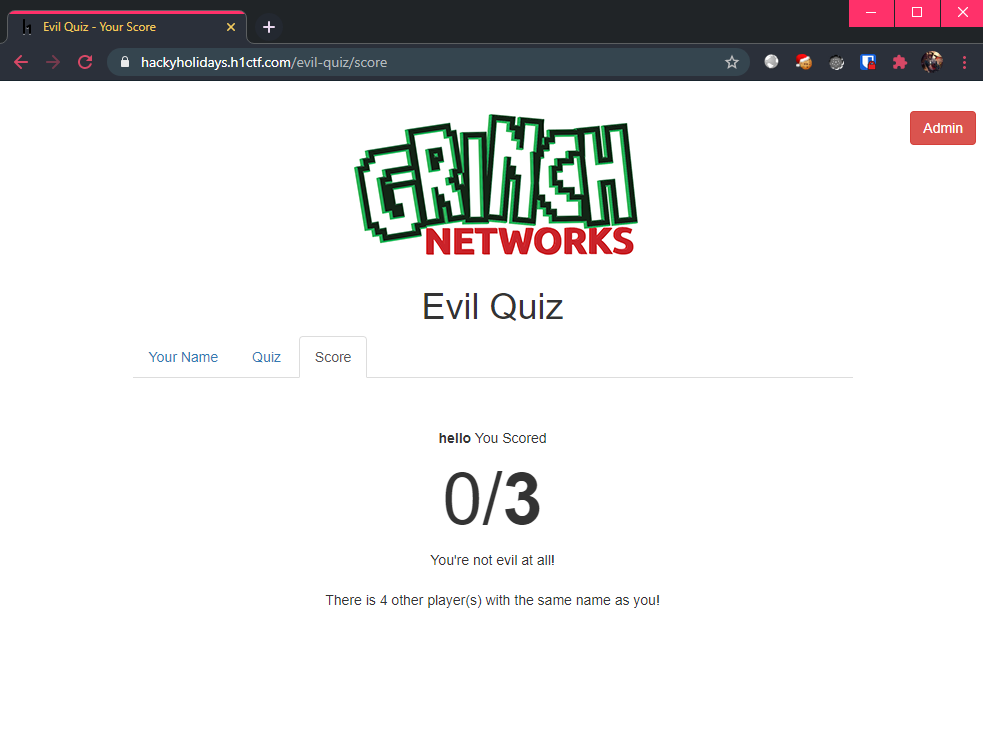 Evil Quiz - Your Score
hackyholidays.h1ctf.com/evil-quiz/score
Admin
GRINCH
NETWORKS
Evil Quiz
Your Name Quiz Score
hello You Scored
0/3
You're not evil at all!
There is 4 other player(s) with the same name as you!